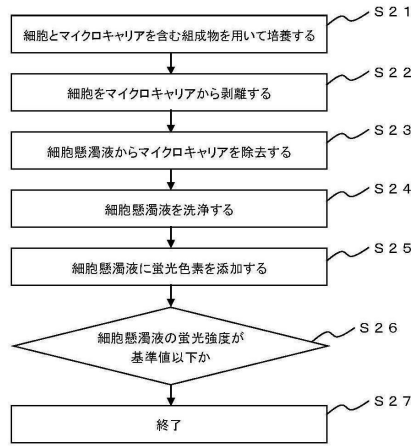 S21
細胞とマイクロキャリアを含む組成物を用いて培養する
S22
細胞をマイクロキャリアから剥離する
S23
細胞懸濁液からマイクロキャリアを除去する
S24
細胞懸濁液を洗浄する
S25
細胞懸濁液に蛍光色素を添加する
S26
細胞懸濁液の蛍光強度が
基準値以下か
S27
終了